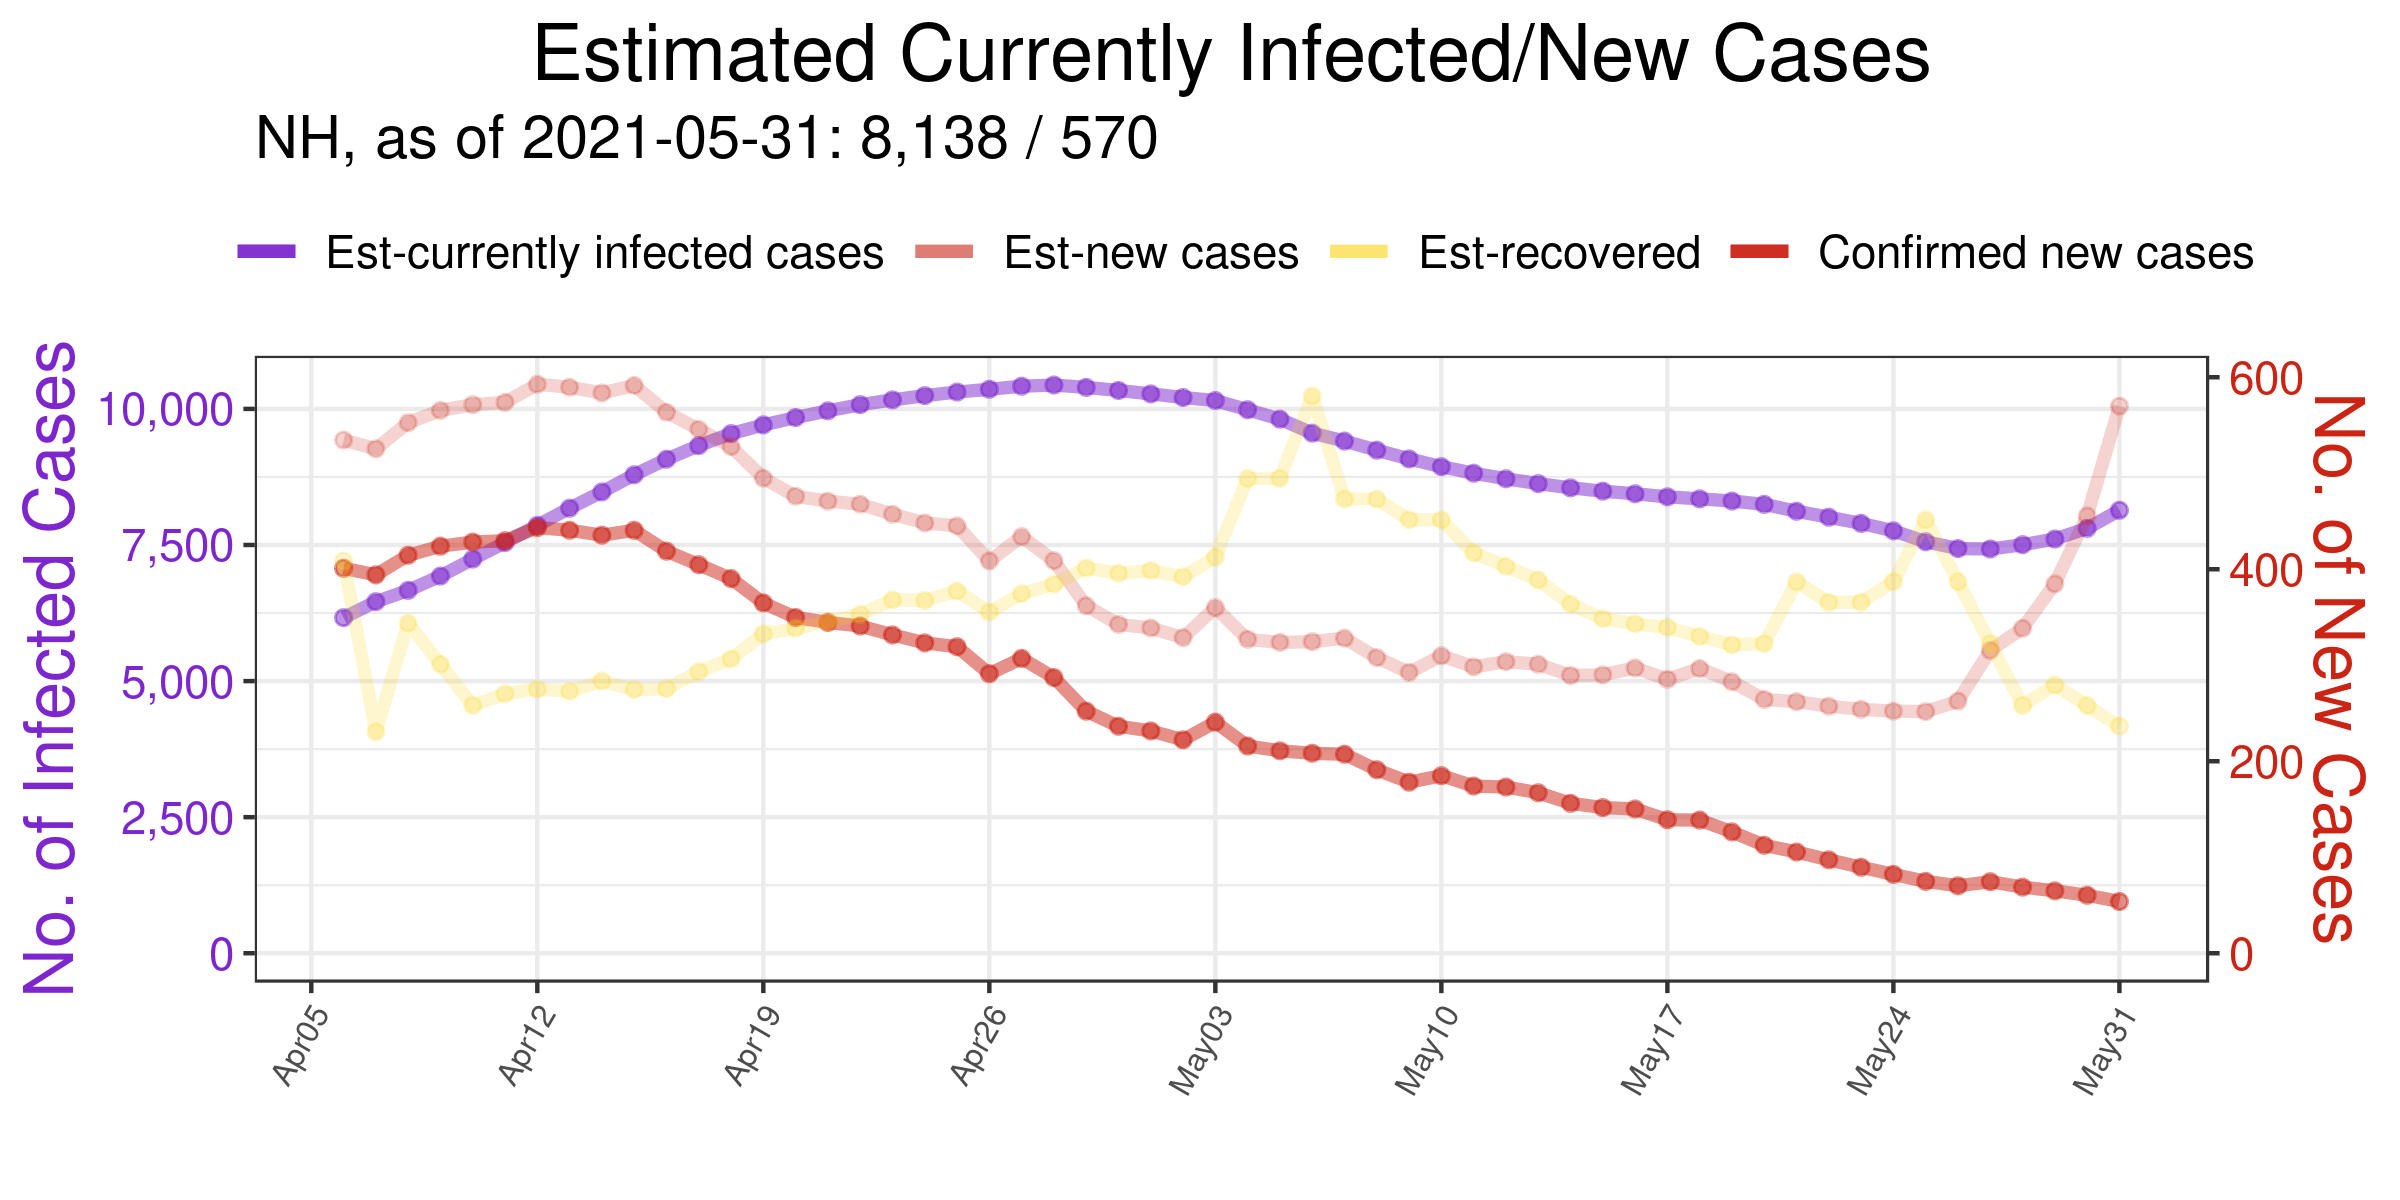 Estimated Currently Infected/New Cases
NH, as of 2021-05-31: 8,138 / 570
Est-currently infected cases Est-new cases Est-recovered Confirmed new cases
No. of Infected Cases
10,000
7,500
5,000
2,500
0
600
400
200
0
No. of New Cases
Apr05 Apr12 Apr19 Apr26 May03 May10 May17 May24 May31